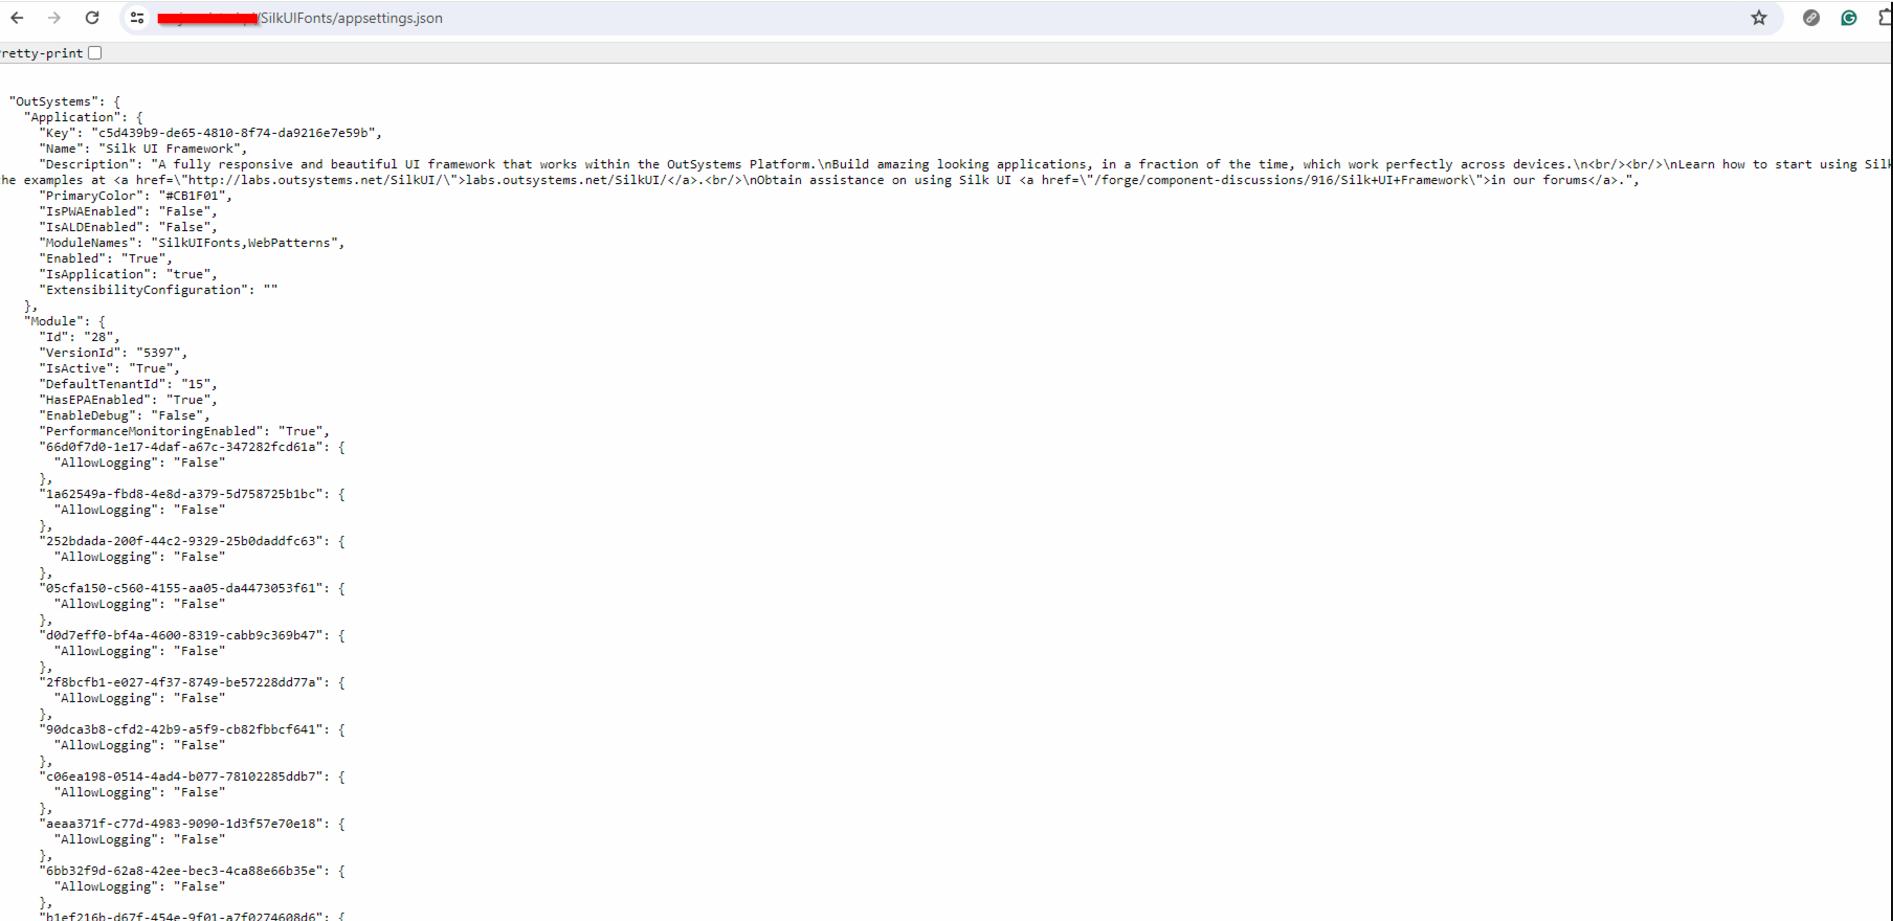 /SilkUIFonts/appsettings.json
retty-print
"OutSystems": {
"Application": {
"Key": "c5d439b9-de65-4810-8f74-da9216e7e59b",
"Name": "Silk UI Framework",
"Description": "A fully responsive and beautiful UI framework that works within the OutSystems Platform.\nBuild amazing looking applications, in a fraction of the time, which work perfectly across devices.\n<br/><br/>\nLearn how to start using Silk
he examples at <a href=\"http://labs.outsystems.net/SilkUI/\">labs.outsystems.net/SilkUI/</a>.<br/>\nObtain assistance on using Silk UI <a href=\"/forge/component-discussions/916/Silk+UI+Framework\">in our forums</a>.",
"PrimaryColor": "#CB1F01",
"IsPWAEnabled": "False",
"IsALDEnabled": "False",
"ModuleNames": "SilkUIFonts,WebPatterns",
"Enabled": "True",
"IsApplication": "true",
"ExtensibilityConfiguration": ""
},
"Module": {
"Id": "28",
"VersionId": "5397",
"IsActive": "True",
"DefaultTenantId": "15",
"HasEPAEnabled": "True",
"EnableDebug": "False",
"PerformanceMonitoringEnabled": "True",
"66d0f7d0-1e17-4daf-a67c-347282fcd61a": {
"AllowLogging": "False"
},
"1a62549a-fbd8-4e8d-a379-5d758725b1bc": {
"AllowLogging": "False"
},
"252bdada-200f-44c2-9329-25b0daddfc63": {
"AllowLogging": "False"
},
"05cfa150-c560-4155-aa05-da4473053f61": {
"AllowLogging": "False"
},
"d0d7eff0-bf4a-4600-8319-cabb9c369b47": {
"AllowLogging": "False"
},
"2f8bcfb1-e027-4f37-8749-be57228dd77a": {
"AllowLogging": "False"
},
"90dca3b8-cfd2-42b9-a5f9-cb82fbbcf641": {
"AllowLogging": "False"
},
"c06ea198-0514-4ad4-b077-78102285ddb7": {
"AllowLogging": "False"
},
"aeaa371f-c77d-4983-9090-1d3f57e70e18": {
"AllowLogging": "False"
},
"6bb32f9d-62a8-42ee-bec3-4ca88e66b35e": {
"AllowLogging": "False"
},
"b1ef216b-d67f-454e-9f01-a7f0274608d6": {